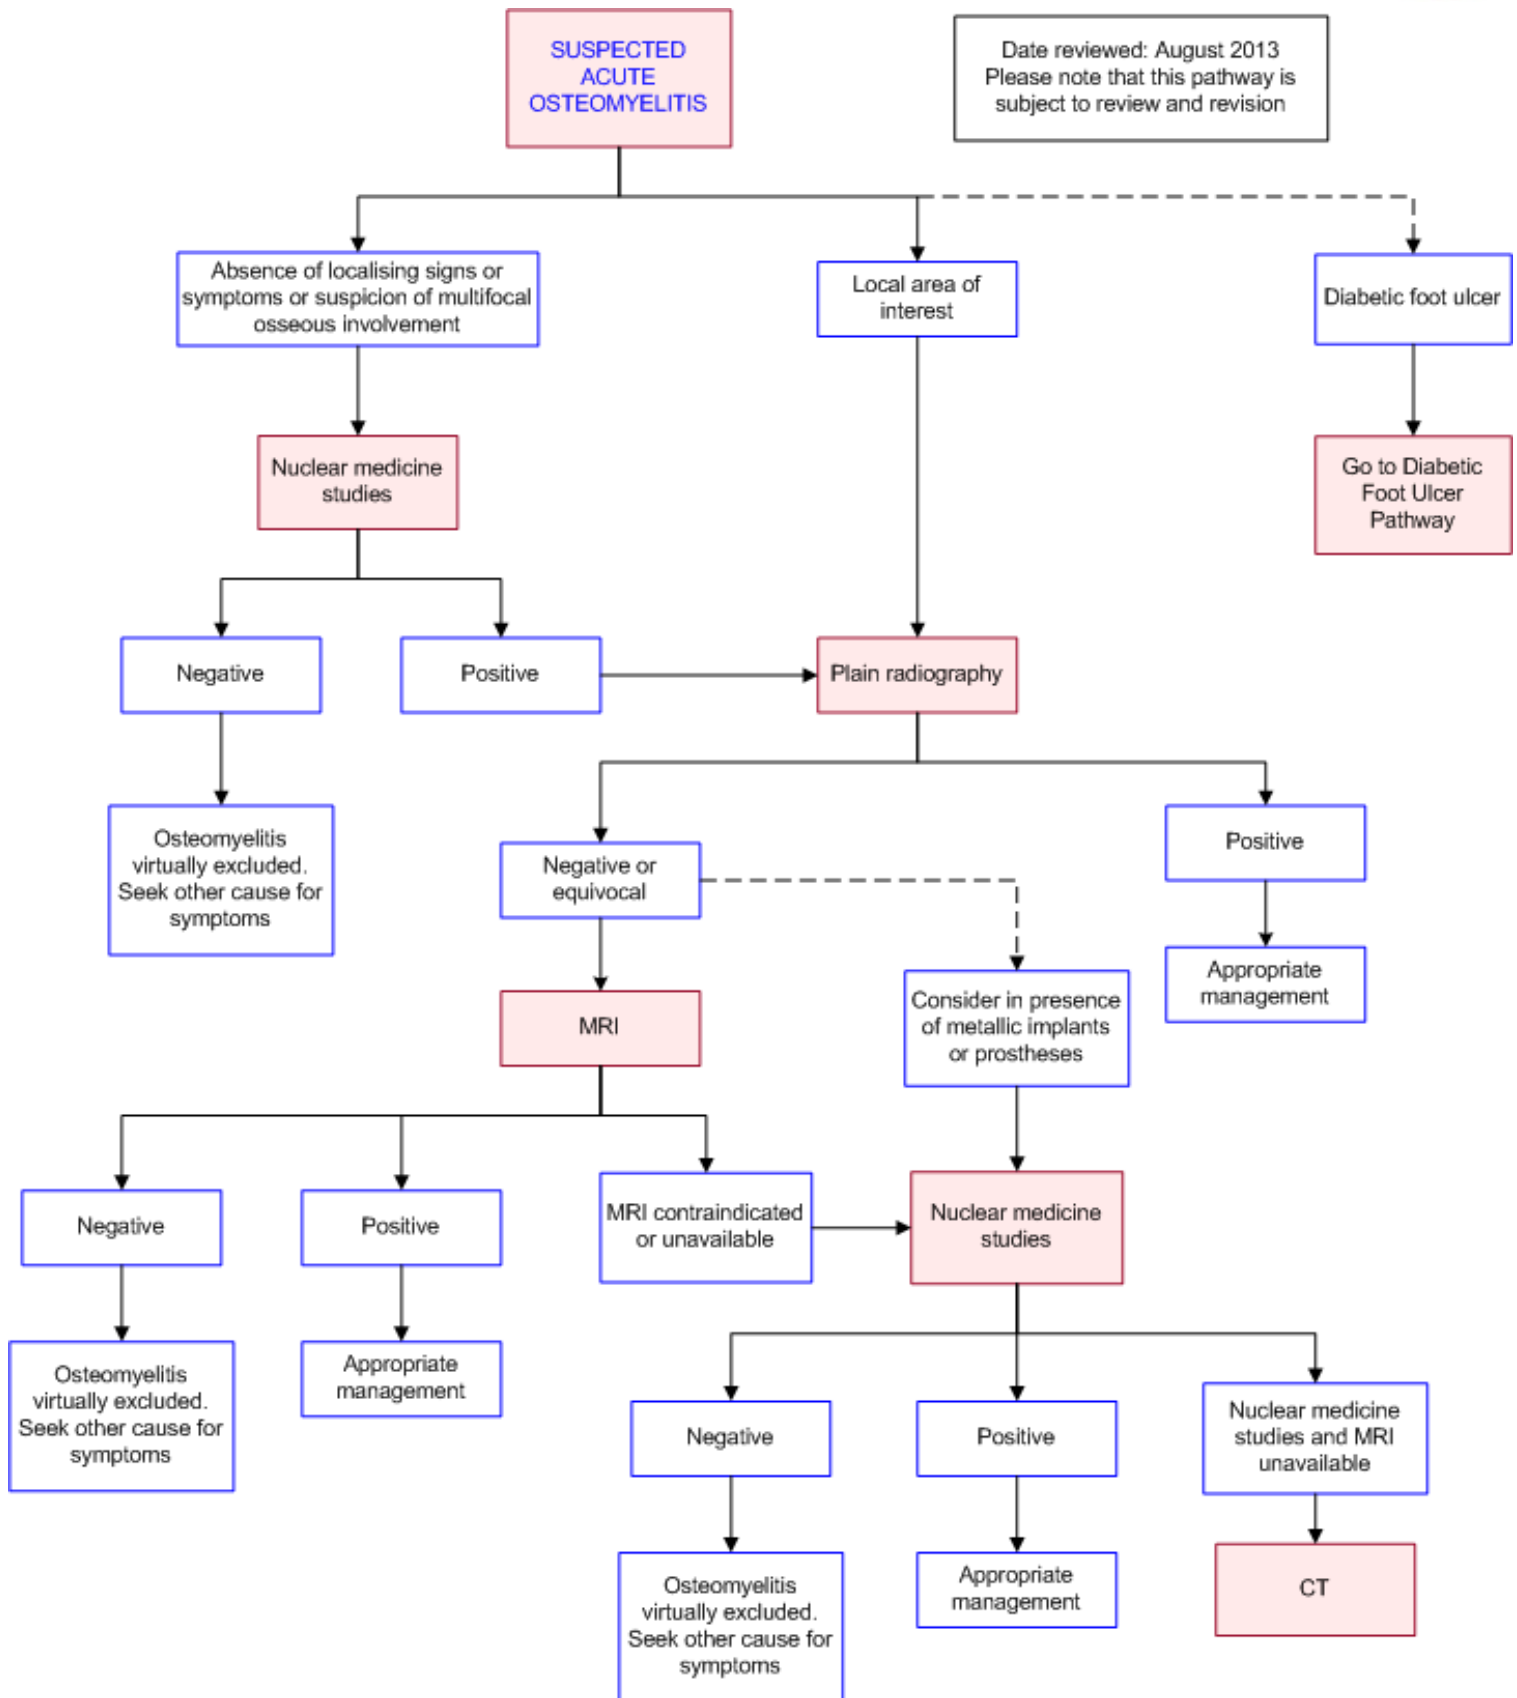 SUSPECTED
ACUTE
OSTEOMYELITIS
Date reviewed: August 2013
Please note that this pathway is
subject to review and revision
Absence of localising signs or
symptoms or suspicion of multifocal
osseous involvement
Local area of
interest
Diabetic foot ulcer
Nuclear medicine
studies
Go to Diabetic
Foot Ulcer
Pathway
Negative
Positive
Plain radiography
Osteomyelitis
virtually excluded.
Seek other cause for
symptoms
Negative or
equivocal
Positive
Appropriate
management
MRI
Consider in presence
of metallic implants
or prostheses
Negative
Positive
MRI contraindicated
or unavailable
Nuclear medicine
studies
Osteomyelitis
virtually excluded.
Seek other cause for
symptoms
Appropriate
management
Negative
Positive
Nuclear medicine
studies and MRI
unavailable
Osteomyelitis
virtually excluded.
Seek other cause for
symptoms
Appropriate
management
CT